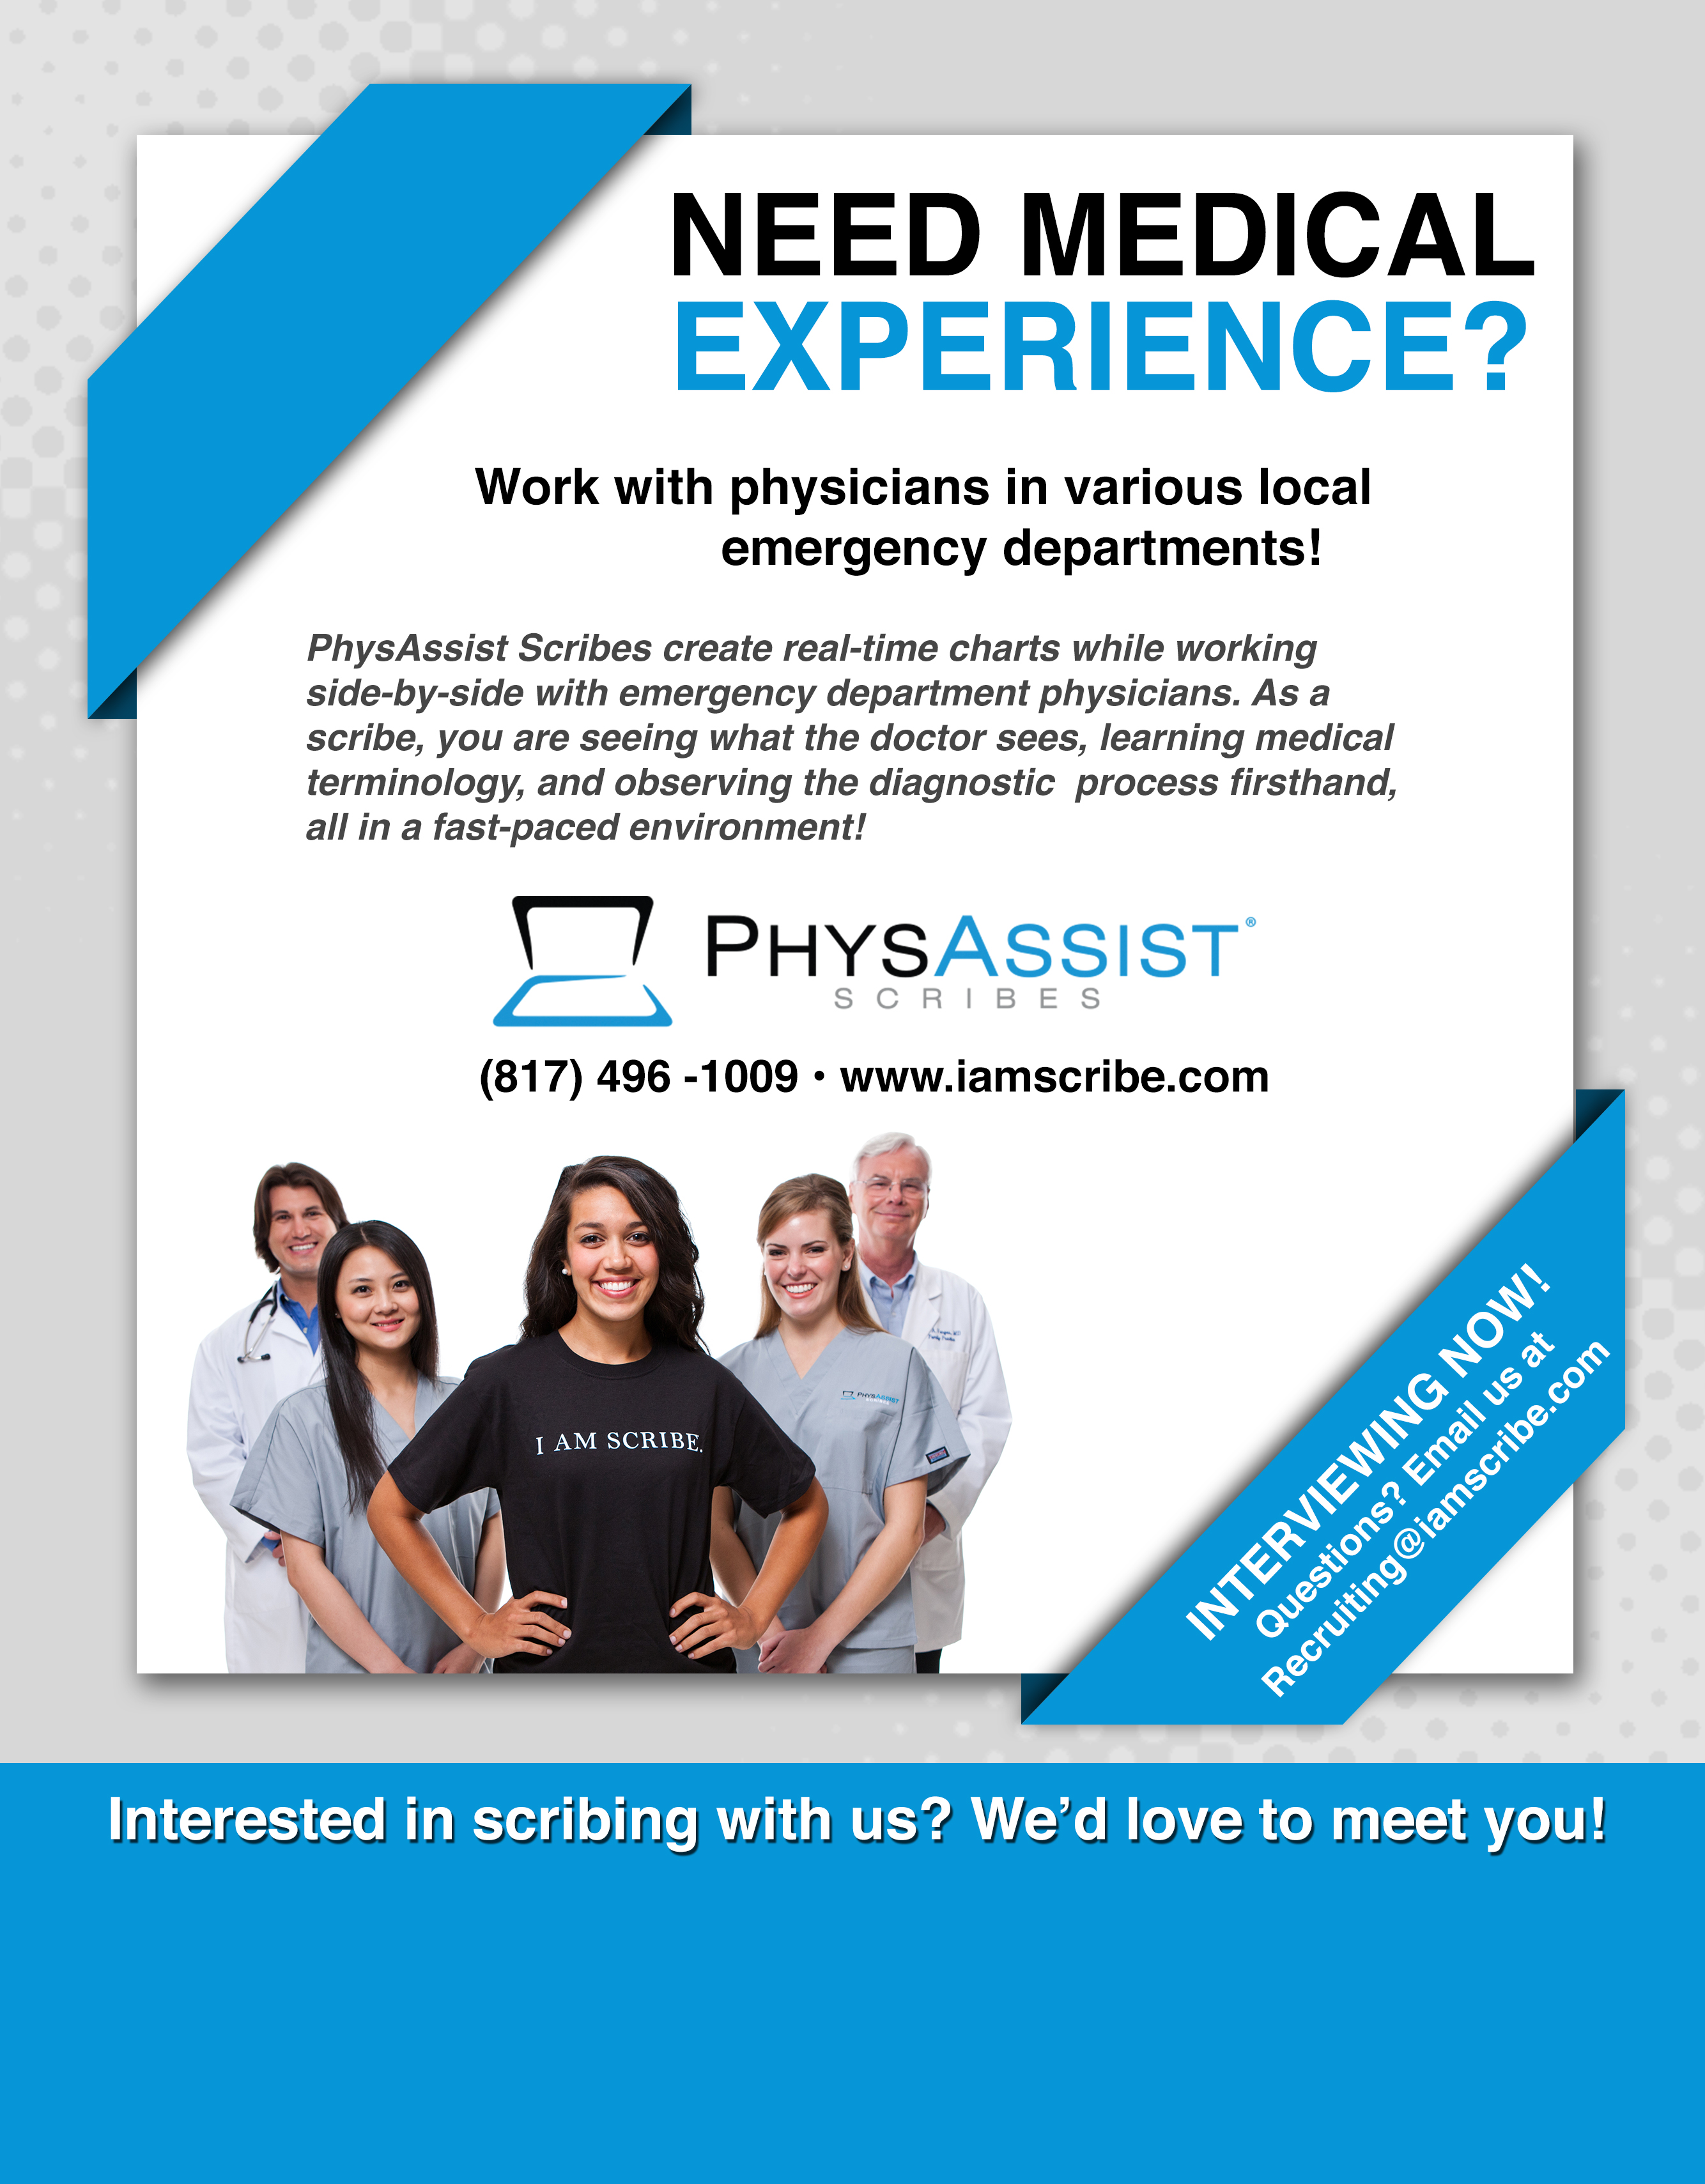 NEED MEDICAL
EXPERIENCE?
Work with physicians in various local
emergency departments!
PhysAssist Scribes create real-time charts while working
side-by-side with emergency department physicians. As a
scribe, you are seeing what the doctor sees, learning medical
terminology, and observing the diagnostic  process firsthand,
all in a fast-paced environment!
PHYSASSIST®
SCRIBES
(817) 496 -1009 • www.iamscribe.com
I AM SCRIBE.
PHYSASSIST
INTERVIEWING NOW!
Questions? Email us at
Recruiting@iamscribe.com
Interested in scribing with us? We’d love to meet you!